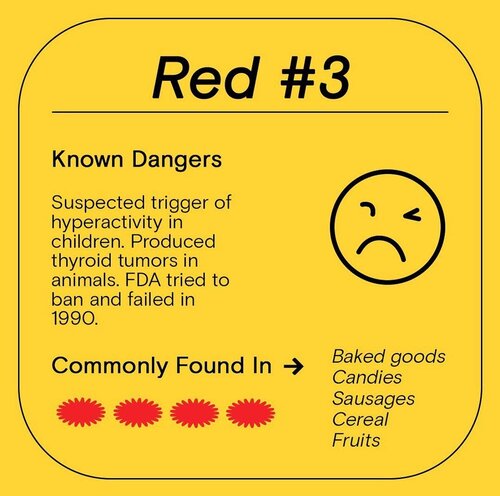 Red #3
Known Dangers
Suspected trigger of
hyperactivity in
children. Produced
thyroid tumors in
animals. FDA tried to
ban and failed in
1990.
Commonly Found In →
Baked goods
Candies
Sausages
Cereal
Fruits